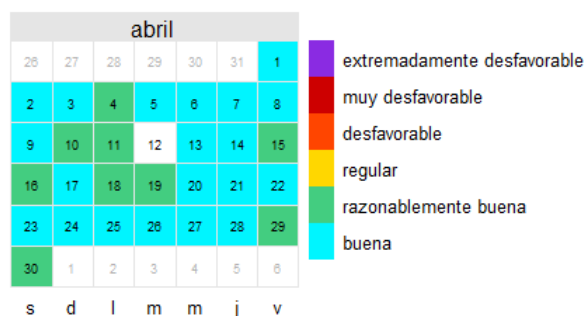 abril
26 27 28 29 30 31 1
2 3 4 5 6 7 8
9 10 11 12 13 14 15
16 17 18 19 20 21 22
23 24 25 26 27 28 29
30 1 2 3 4 5 6
s d l m m j v
extremadamente desfavorable
muy desfavorable
desfavorable
regular
razonablemente buena
buena